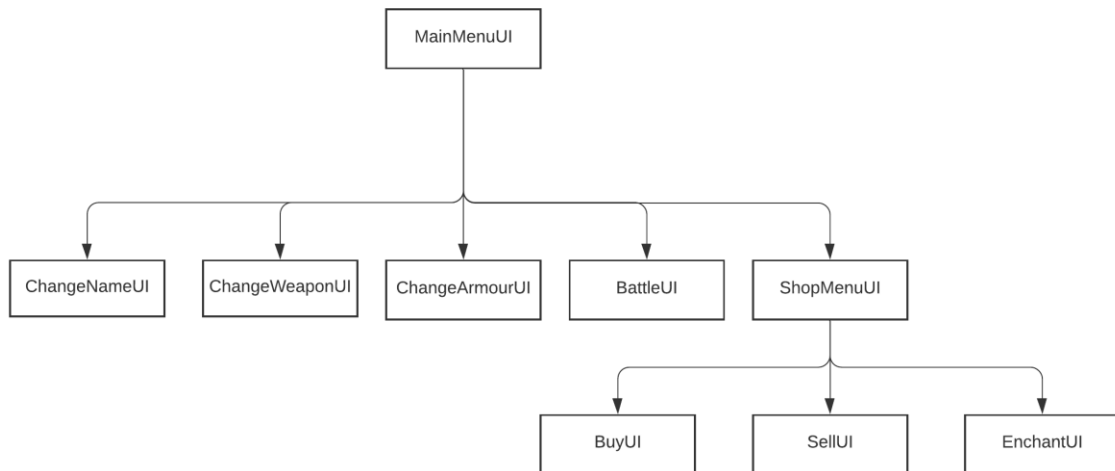 MainMenuUI
ChangeNameUI
ChangeWeaponUI
ChangeArmourUI
BattleUI
ShopMenuUI
BuyUI
SellUI
EnchantUI